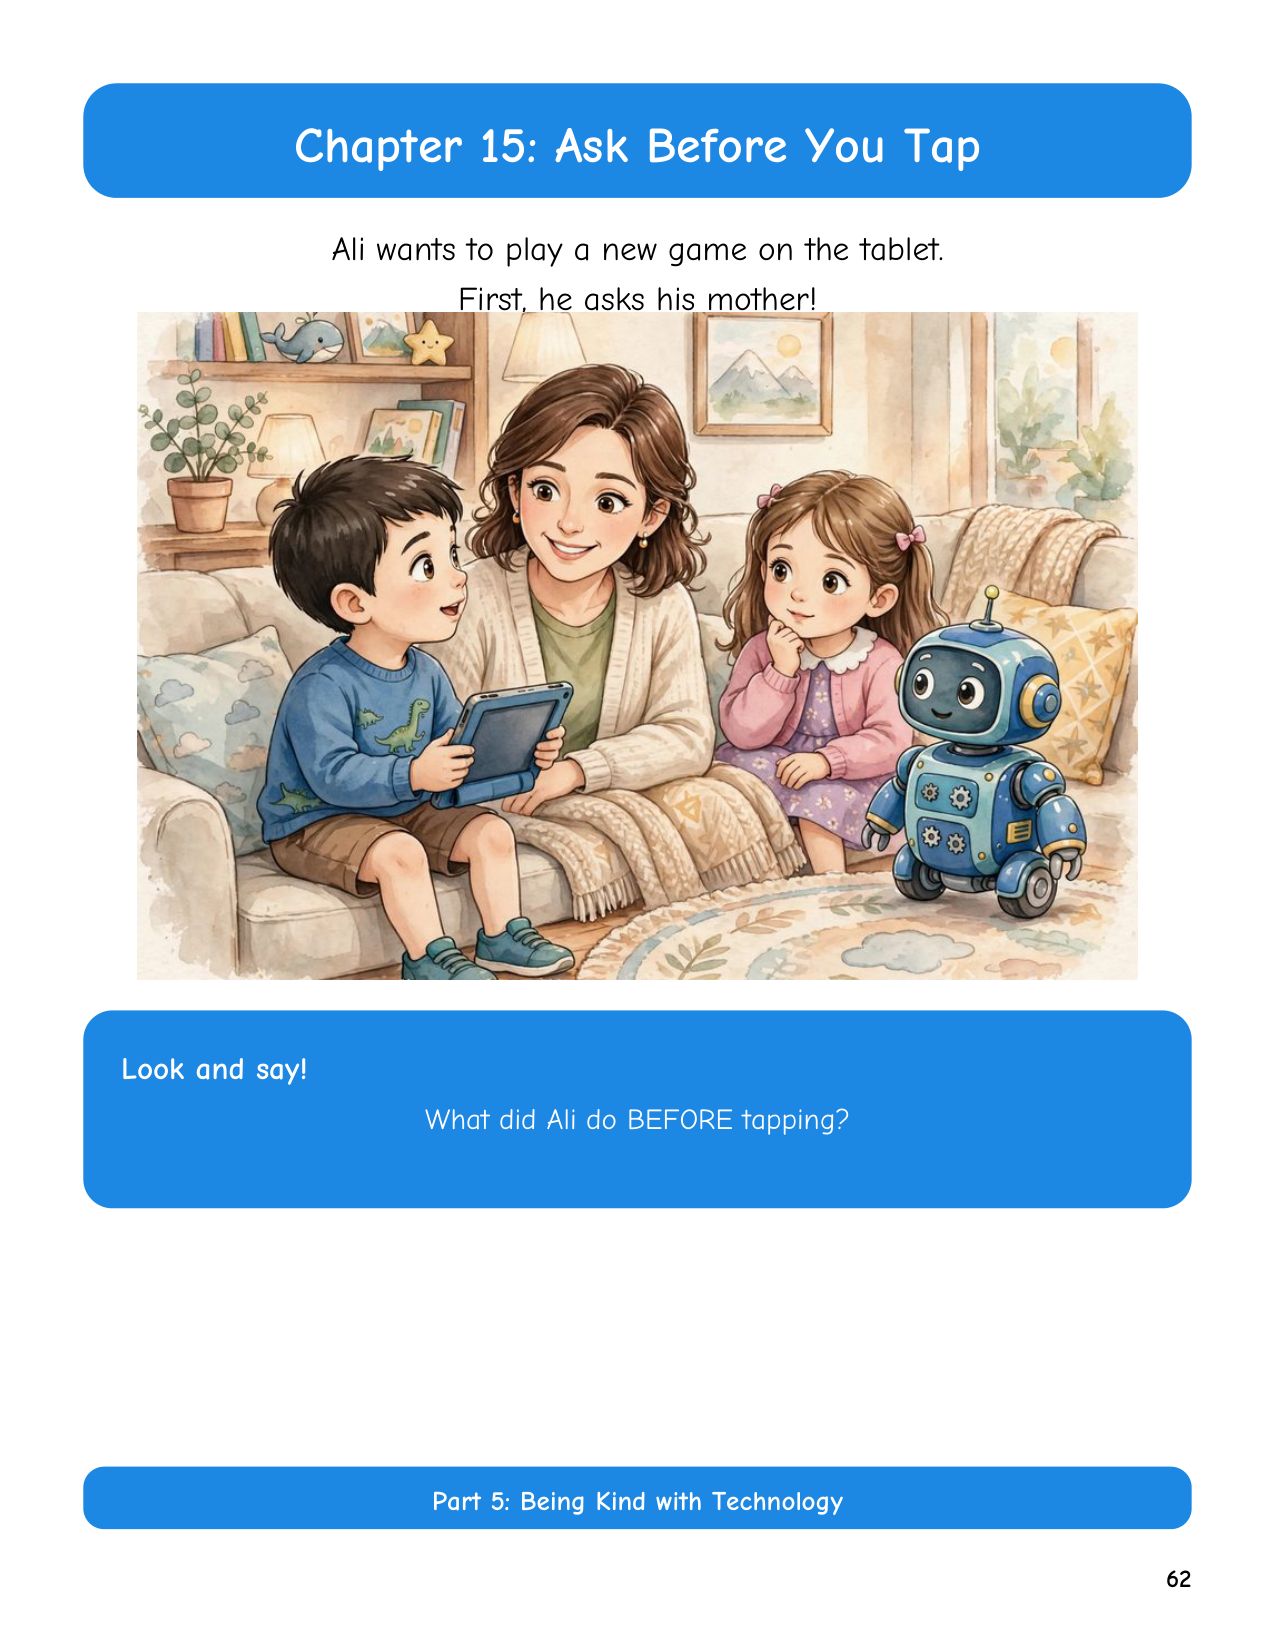 Chapter 15: Ask Before You Tap
Ali wants to play a new game on the tablet.
First, he asks his mother!
Look and say!
What did Ali do BEFORE tapping?
Part 5: Being Kind with Technology
62